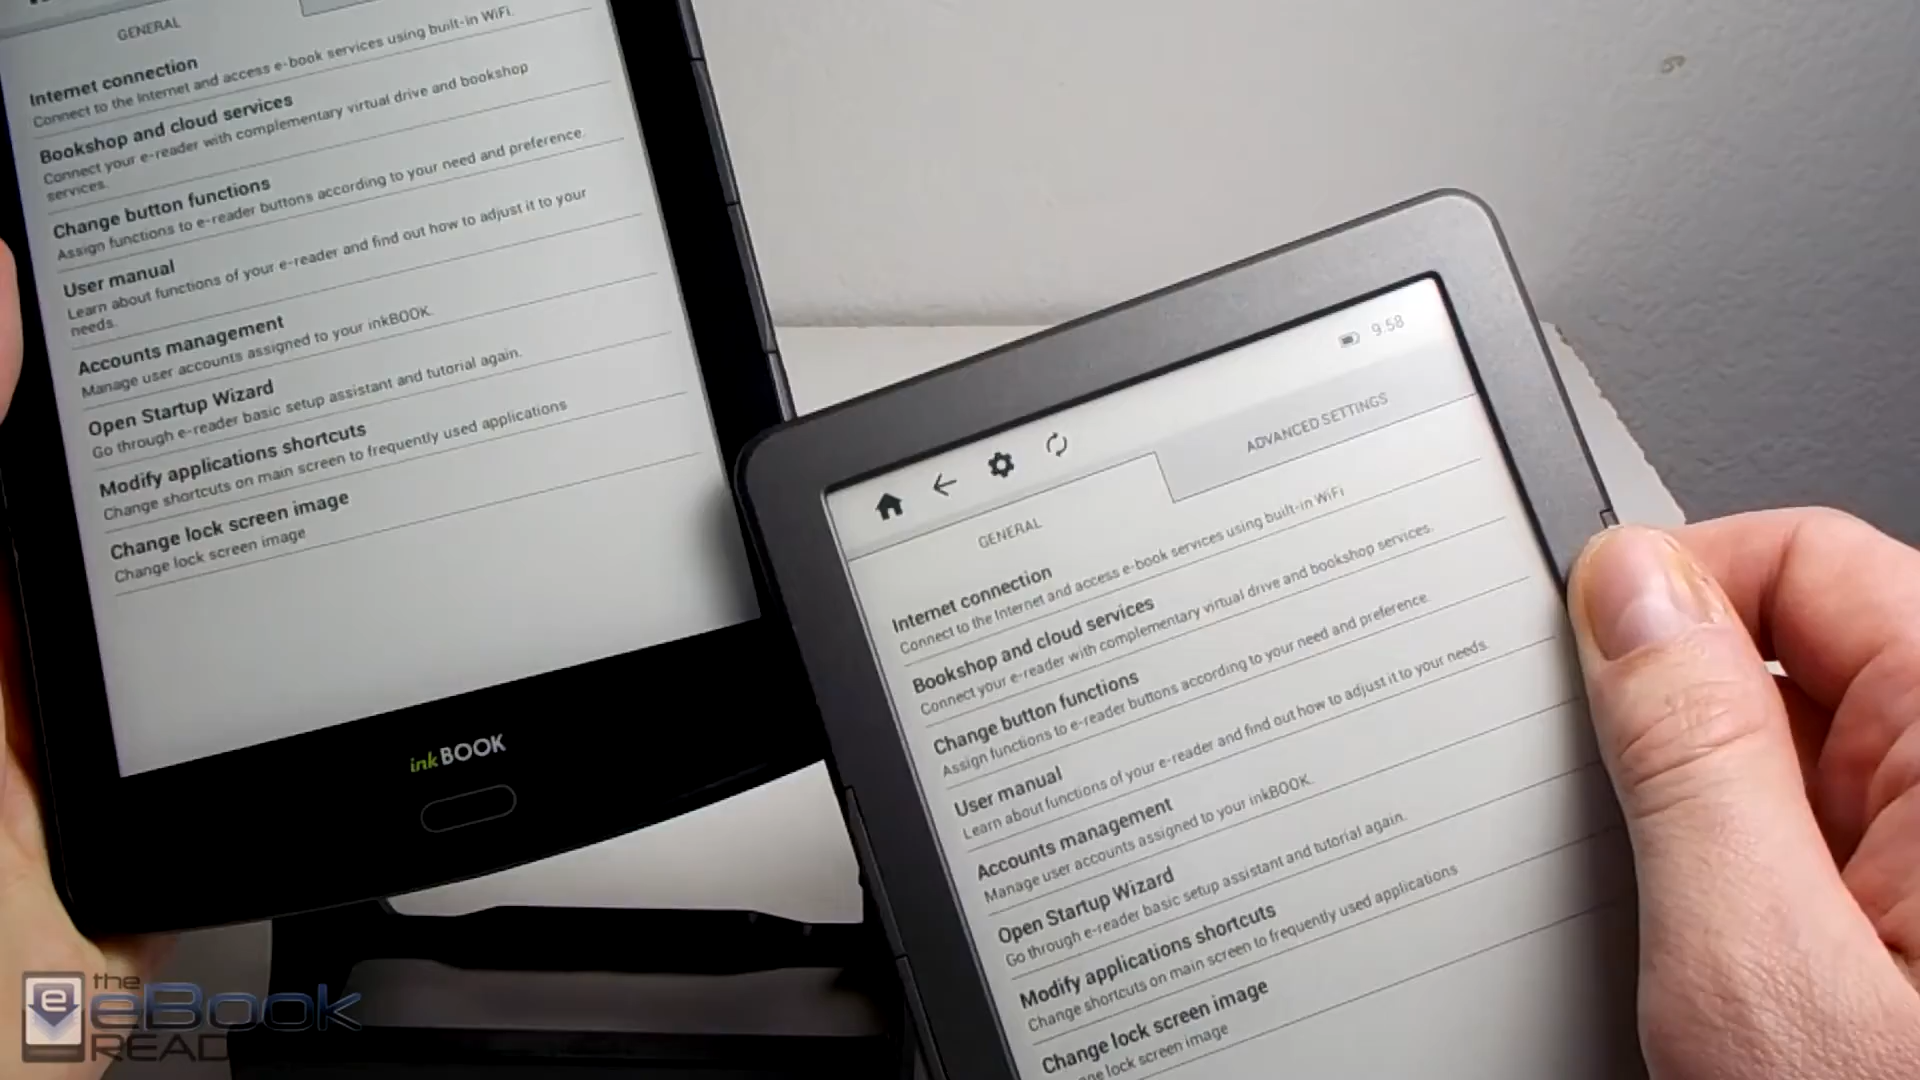 GENERAL
Internet connection
Connect to the Internet and access e-book services using built-in WiFi.
Bookshop and cloud services
Connect your e-reader with complementary virtual drive and bookshop
services.
Change button functions
Assign functions to e-reader buttons according to your need and preference.
User manual
Learn about functions of your e-reader and find out how to adjust it to your
needs.
Accounts management
Manage user accounts assigned to your inkBOOK.
Open Startup Wizard
Go through e-reader basic setup assistant and tutorial again.
Modify applications shortcuts
Change shortcuts on main screen to frequently used applications
Change lock screen image
Change lock screen image
inkBOOK
9:58
GENERAL
ADVANCED SETTINGS
Internet connection
Connect to the Internet and access e-book services using built-in WiFi
Bookshop and cloud services
Connect your e-reader with complementary virtual drive and bookshop services.
Change button functions
Assign functions to e-reader buttons according to your need and preference.
User manual
Learn about functions of your e-reader and find out how to adjust it to your needs.
Accounts management
Manage user accounts assigned to your inkBOOK.
Open Startup Wizard
Go through e-reader basic setup assistant and tutorial again.
Modify applications shortcuts
Change shortcuts on main screen to frequently used applications
Change lock screen image
lock screen image
the
eBook
READ